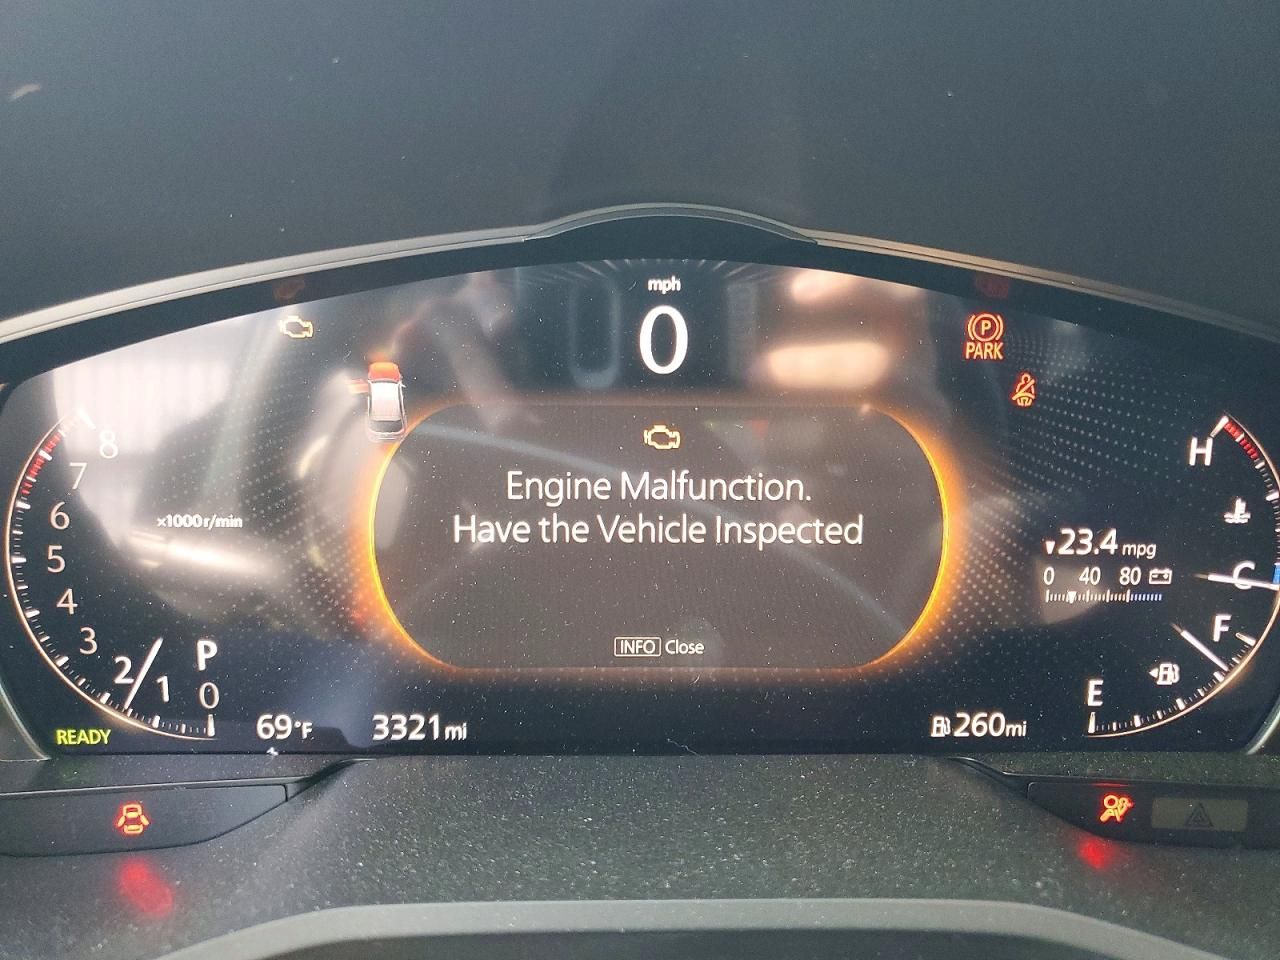 mph
0
PARK
8
7
6
5
4
3
2
1
0
x1000r/min
P
Engine Malfunction.
Have the Vehicle Inspected
INFO Close
H
C
23.4 mpg
0 40 80
F
E
READY
69°F
3321mi
260mi